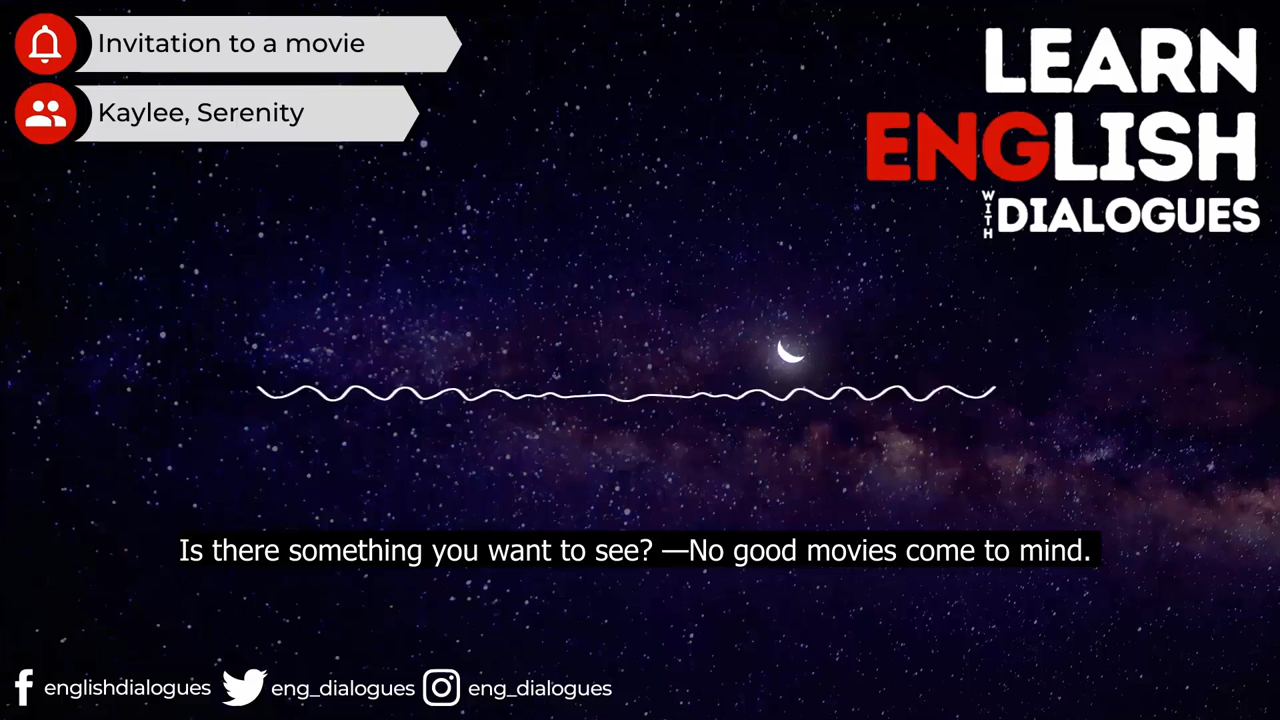 Invitation to a movie
Kaylee, Serenity
LEARN
ENGLISH
WITH DIALOGUES
Is there something you want to see? —No good movies come to mind.
englishdialogues eng_dialogues eng_dialogues